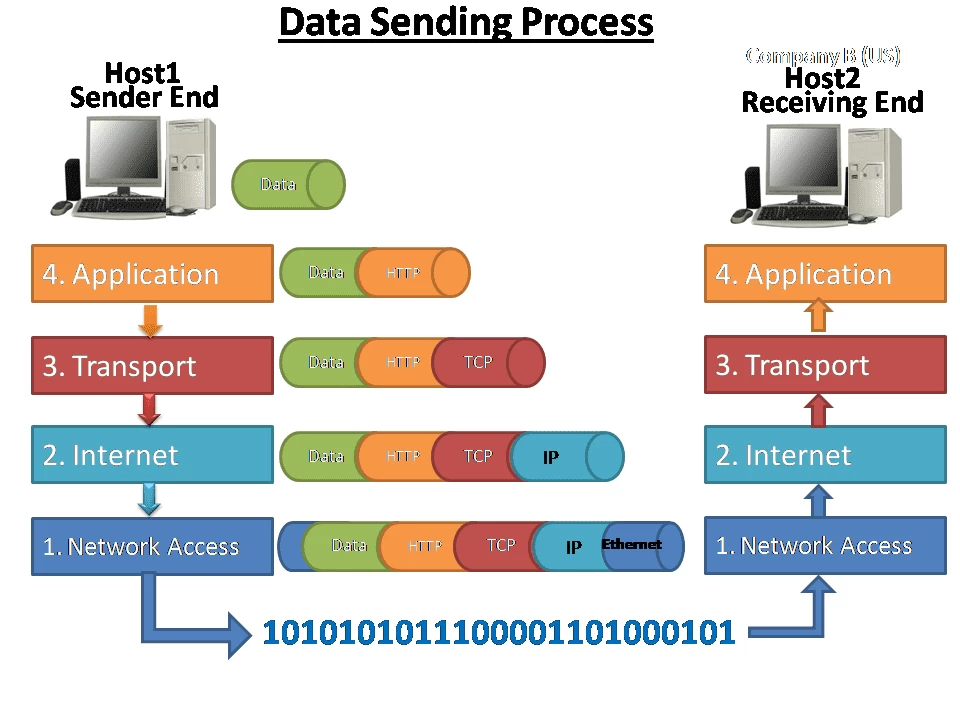 Data Sending Process
Company B (US)
Host1
Sender End
Host2
Receiving End
Data
4. Application
Data HTTP
4. Application
3. Transport
Data HTTP TCP
3. Transport
2. Internet
Data HTTP TCP IP
2. Internet
1. Network Access
Data HTTP TCP IP Ethernet
1. Network Access
1010101011100001101000101